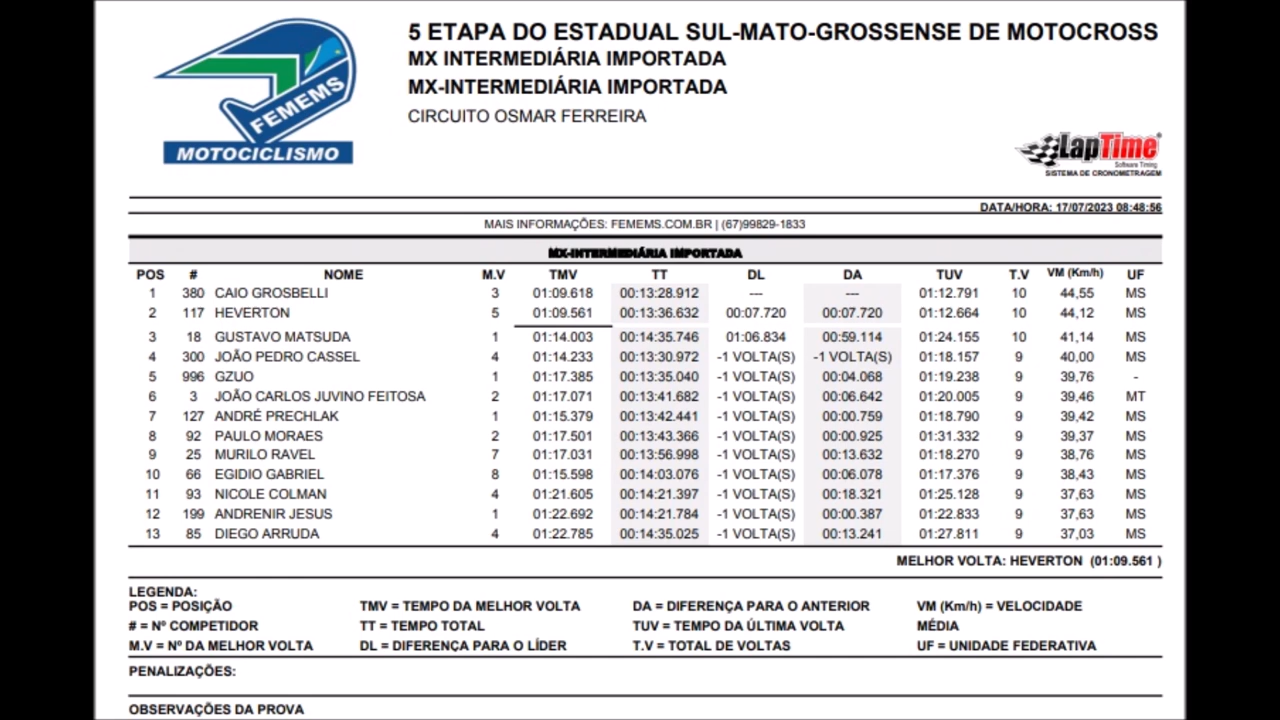 FEMEMS
MOTOCICLISMO
5 ETAPA DO ESTADUAL SUL-MATO-GROSSENSE DE MOTOCROSS
MX INTERMEDIÁRIA IMPORTADA
MX-INTERMEDIÁRIA IMPORTADA
CIRCUITO OSMAR FERREIRA
LapTime
Software Timing
SISTEMA DE CRONOMETRAGEM
DATA/HORA: 17/07/2023 08:48:56
MAIS INFORMAÇÕES: FEMEMS.COM.BR | (67)99829-1833
MX-INTERMEDIÁRIA IMPORTADA
POS # NOME M.V TMV TT DL DA TUV T.V VM (Km/h) UF
1 380 CAIO GROSBELLI 3 01:09.618 00:13:28.912 --- --- 01:12.791 10 44,55 MS
2 117 HEVERTON 5 01:09.561 00:13:36.632 00:07.720 00:07.720 01:12.664 10 44,12 MS
3 18 GUSTAVO MATSUDA 1 01:14.003 00:14:35.746 01:06.834 00:59.114 01:24.155 10 41,14 MS
4 300 JOÃO PEDRO CASSEL 4 01:14.233 00:13:30.972 -1 VOLTA(S) -1 VOLTA(S) 01:18.157 9 40,00 MS
5 996 GZUO 1 01:17.385 00:13:35.040 -1 VOLTA(S) 00:04.068 01:19.238 9 39,76 -
6 3 JOÃO CARLOS JUVINO FEITOSA 2 01:17.071 00:13:41.682 -1 VOLTA(S) 00:06.642 01:20.005 9 39,46 MT
7 127 ANDRÉ PRECHLAK 1 01:15.379 00:13:42.441 -1 VOLTA(S) 00:00.759 01:18.790 9 39,42 MS
8 92 PAULO MORAES 2 01:17.501 00:13:43.366 -1 VOLTA(S) 00:00.925 01:31.332 9 39,37 MS
9 25 MURILO RAVEL 7 01:17.031 00:13:56.998 -1 VOLTA(S) 00:13.632 01:18.270 9 38,76 MS
10 66 EGIDIO GABRIEL 8 01:15.598 00:14:03.076 -1 VOLTA(S) 00:06.078 01:17.376 9 38,43 MS
11 93 NICOLE COLMAN 4 01:21.605 00:14:21.397 -1 VOLTA(S) 00:18.321 01:25.128 9 37,63 MS
12 199 ANDRENIR JESUS 1 01:22.692 00:14:21.784 -1 VOLTA(S) 00:00.387 01:22.833 9 37,63 MS
13 85 DIEGO ARRUDA 4 01:22.785 00:14:35.025 -1 VOLTA(S) 00:13.241 01:27.811 9 37,03 MS
MELHOR VOLTA: HEVERTON (01:09.561 )
LEGENDA:
POS = POSIÇÃO TMV = TEMPO DA MELHOR VOLTA DA = DIFERENÇA PARA O ANTERIOR VM (Km/h) = VELOCIDADE
# = Nº COMPETIDOR TT = TEMPO TOTAL TUV = TEMPO DA ÚLTIMA VOLTA MÉDIA
M.V = Nº DA MELHOR VOLTA DL = DIFERENÇA PARA O LÍDER T.V = TOTAL DE VOLTAS UF = UNIDADE FEDERATIVA
PENALIZAÇÕES:
OBSERVAÇÕES DA PROVA